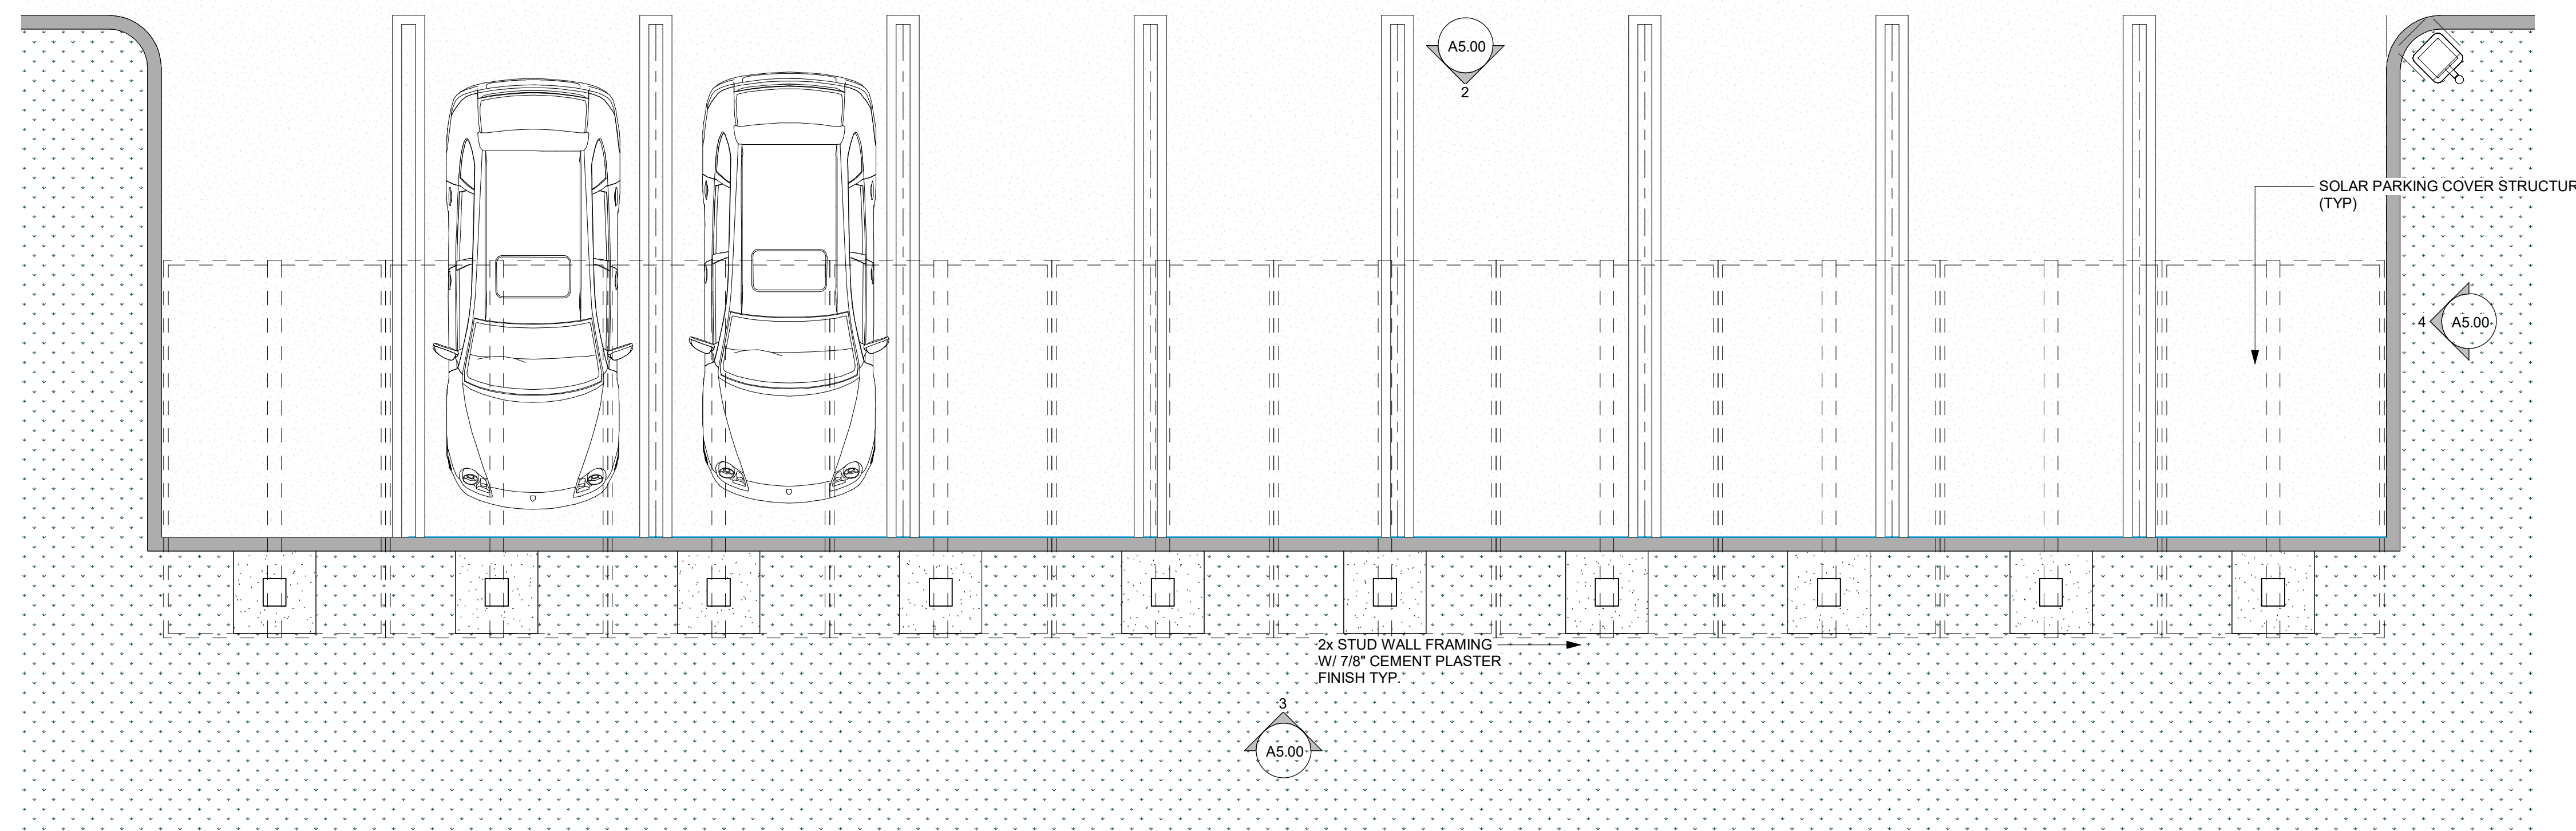 A5.00
2
SOLAR PARKING COVER STRUCTUR
(TYP)
4
A5.00
2x STUD WALL FRAMING
W/ 7/8" CEMENT PLASTER
FINISH TYP.
3
A5.00